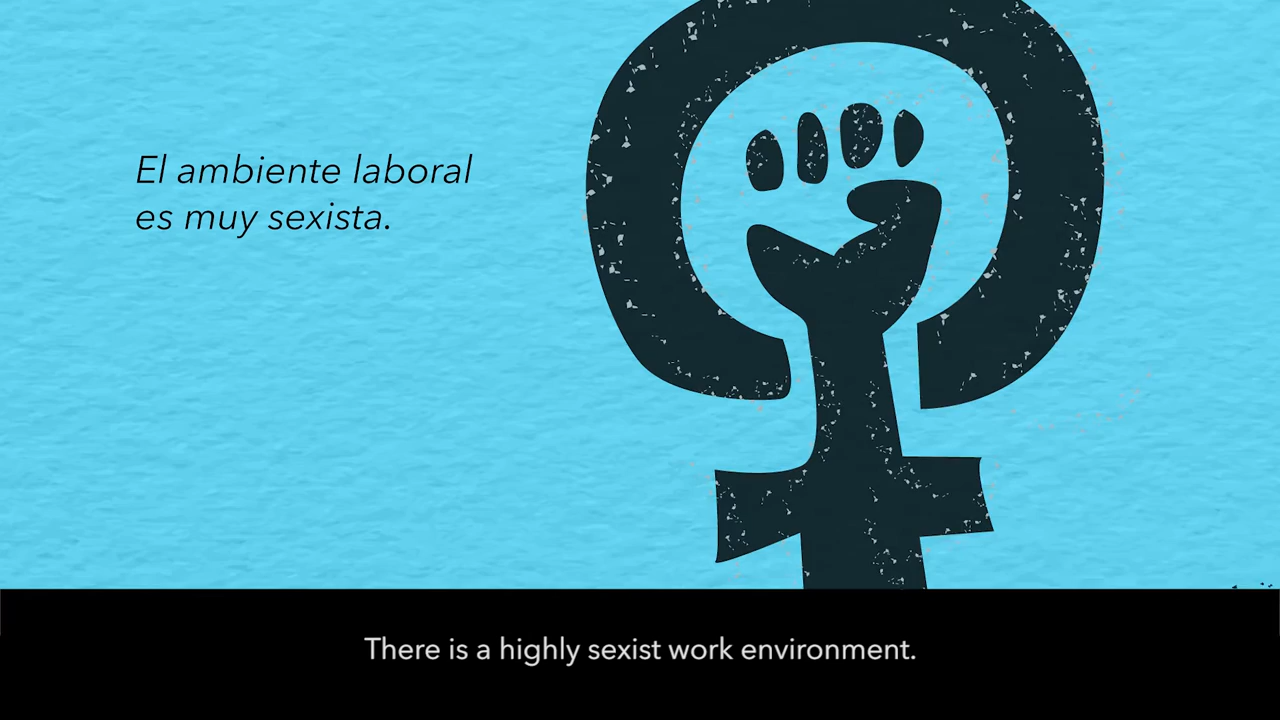 El ambiente laboral
es muy sexista.
There is a highly sexist work environment.